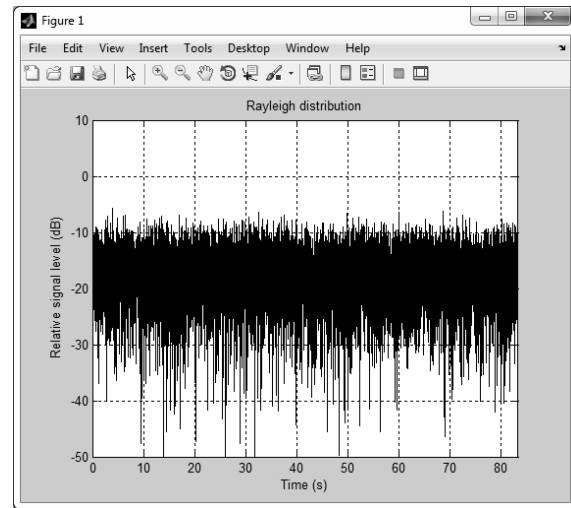 Figure 1
File Edit View Insert Tools Desktop Window Help
Rayleigh distribution
10
0
-10
-20
-30
-40
-50
Relative signal level (dB)
0 10 20 30 40 50 60 70 80
Time (s)